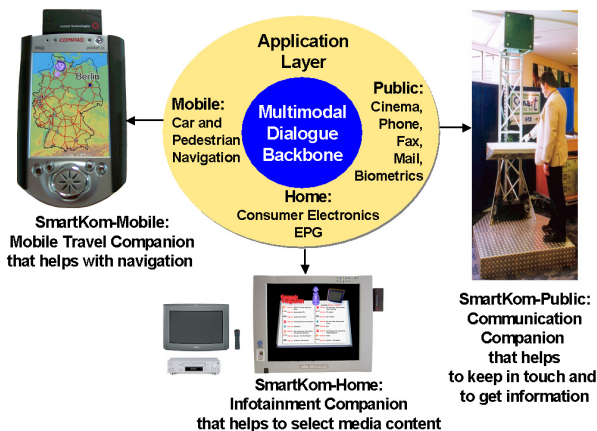 Application
Layer
Multimodal
Dialogue
Backbone
Mobile:
Car and
Pedestrian
Navigation
Public:
Cinema,
Phone,
Fax,
Mail,
Biometrics
Home:
Consumer Electronics
EPG
COMPAQ
Berlin
SmartKom-Mobile:
Mobile Travel Companion
that helps with navigation
SmartKom-Home:
Infotainment Companion
that helps to select media content
SmartKom-Public:
Communication
Companion
that helps
to keep in touch and
to get information